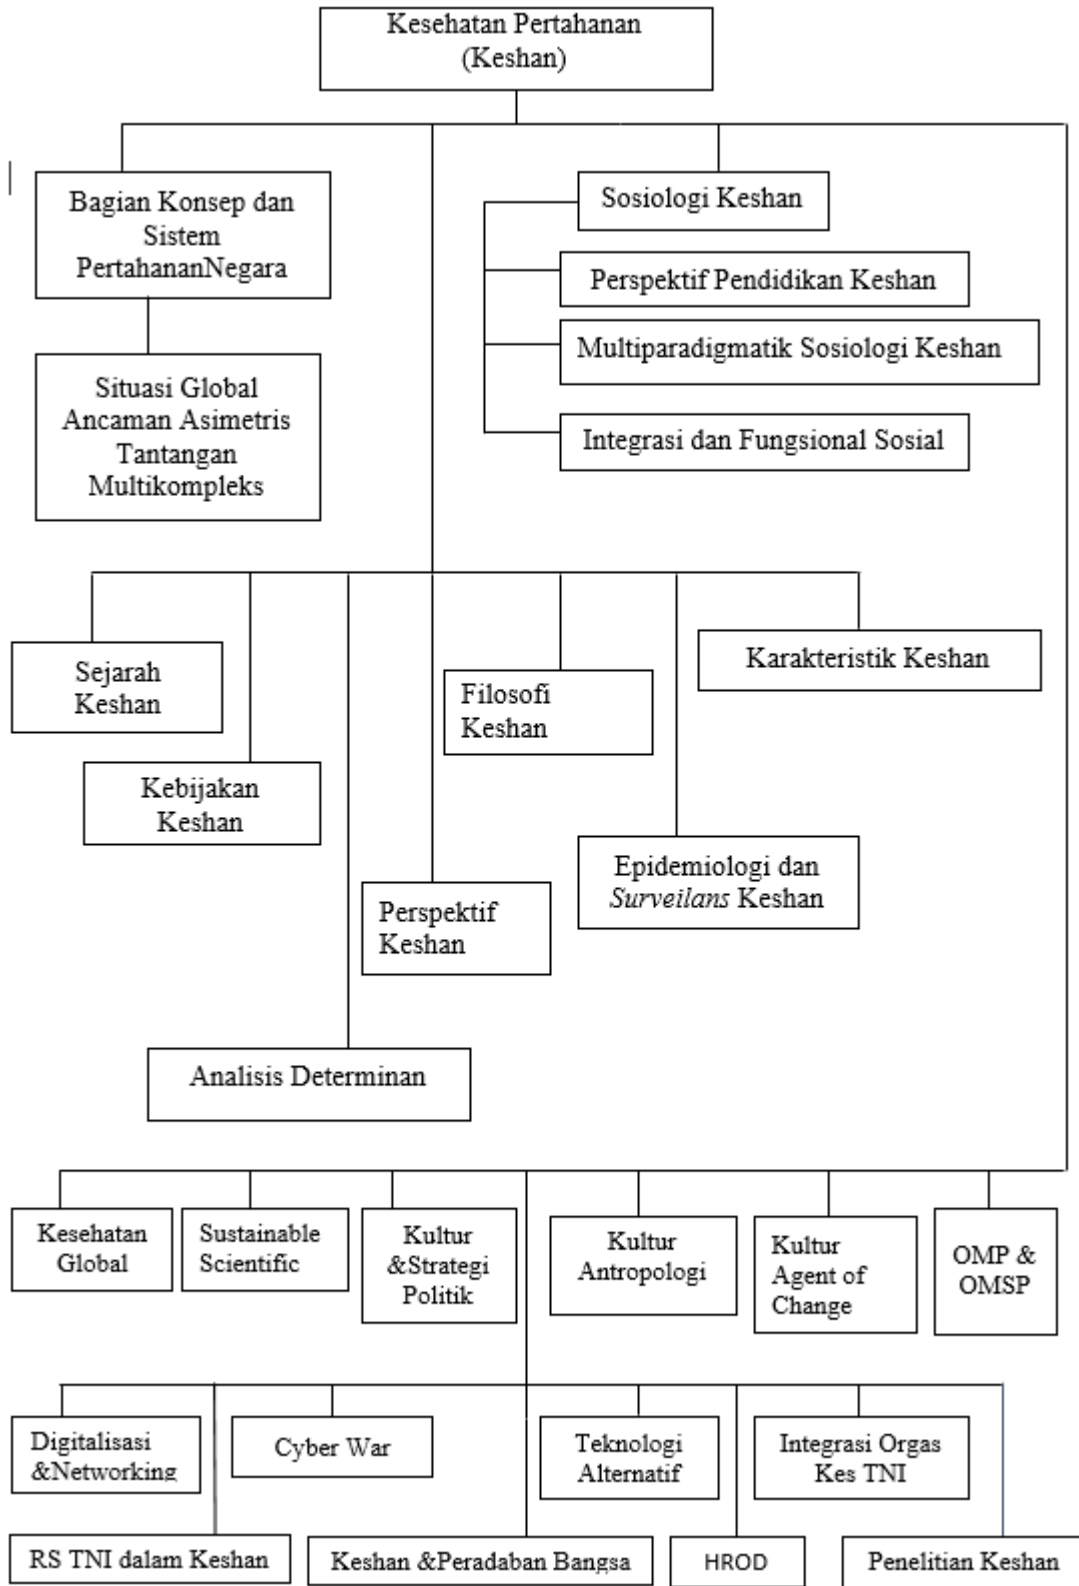 Kesehatan Pertahanan
(Keshan)
Bagian Konsep dan
Sistem
PertahananNegara
Situasi Global
Ancaman Asimetris
Tantangan
Multikompleks
Sosiologi Keshan
Perspektif Pendidikan Keshan
Multiparadigmatik Sosiologi Keshan
Integrasi dan Fungsional Sosial
Sejarah
Keshan
Kebijakan
Keshan
Analisis Determinan
Perspektif
Keshan
Filosofi
Keshan
Epidemiologi dan
Surveilans Keshan
Karakteristik Keshan
Kesehatan
Global
Sustainable
Scientific
Kultur
&Strategi
Politik
Kultur
Antropologi
Kultur
Agent of
Change
OMP &
OMSP
Digitalisasi
&Networking
Cyber War
Teknologi
Alternatif
Integrasi Orgas
Kes TNI
RS TNI dalam Keshan
Keshan &Peradaban Bangsa
HROD
Penelitian Keshan